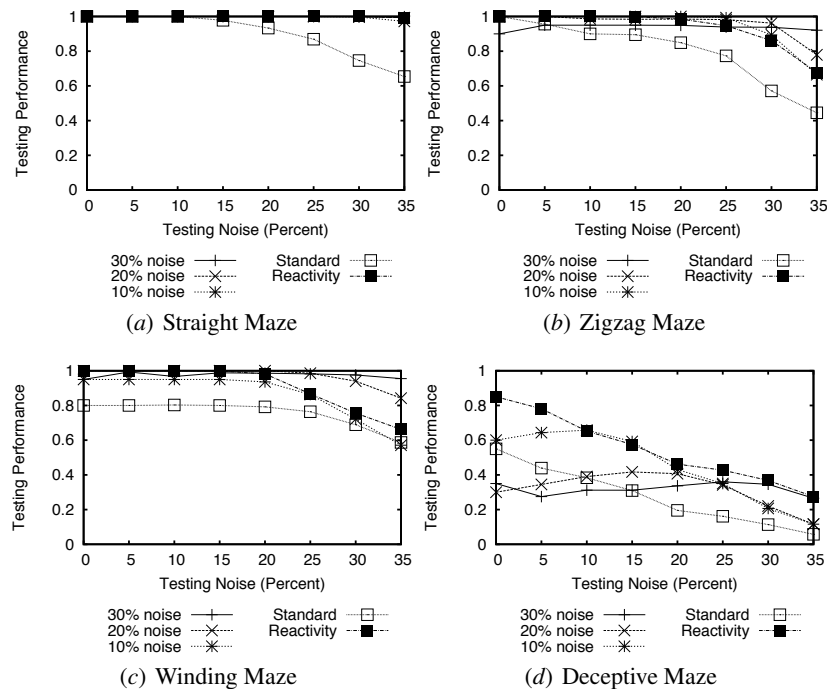 1
0.8
0.6
0.4
0.2
0
Testing Performance
0 5 10 15 20 25 30 35
Testing Noise (Percent)
30% noise
20% noise
10% noise
Standard
Reactivity
(a) Straight Maze
1
0.8
0.6
0.4
0.2
0
Testing Performance
0 5 10 15 20 25 30 35
Testing Noise (Percent)
30% noise
20% noise
10% noise
Standard
Reactivity
(b) Zigzag Maze
1
0.8
0.6
0.4
0.2
0
Testing Performance
0 5 10 15 20 25 30 35
Testing Noise (Percent)
30% noise
20% noise
10% noise
Standard
Reactivity
(c) Winding Maze
1
0.8
0.6
0.4
0.2
0
Testing Performance
0 5 10 15 20 25 30 35
Testing Noise (Percent)
30% noise
20% noise
10% noise
Standard
Reactivity
(d) Deceptive Maze